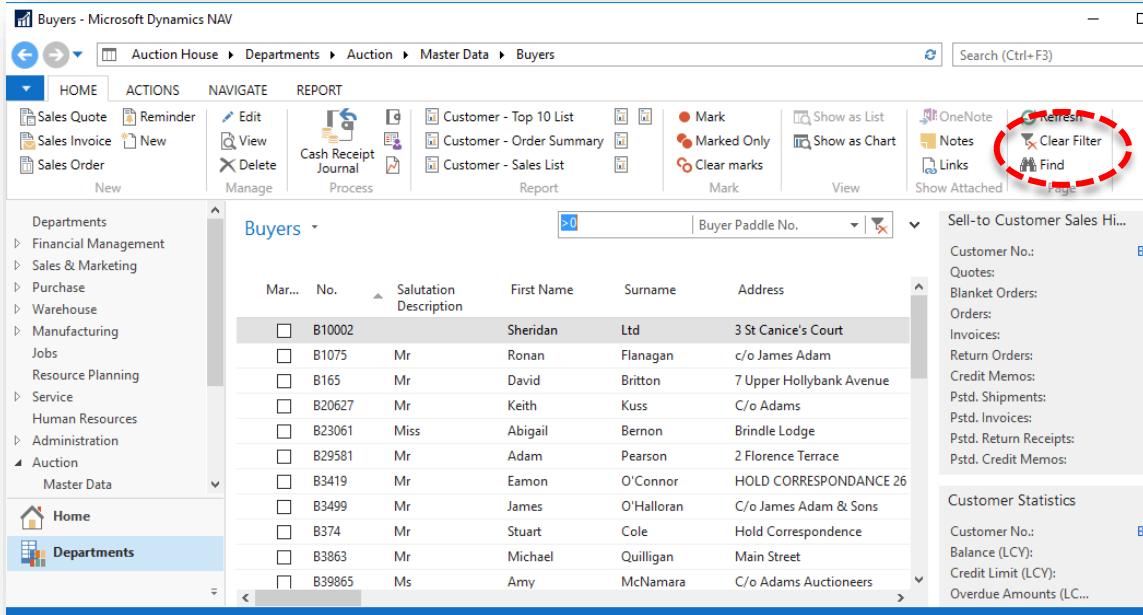 Buyers - Microsoft Dynamics NAV
Auction House Departments Auction Master Data Buyers
Search (Ctrl+F3)
HOME ACTIONS NAVIGATE REPORT
Sales Quote Reminder Edit Customer - Top 10 List Mark Show as List OneNote Refresh
Sales Invoice New View Cash Receipt Journal Customer - Order Summary Marked Only Show as Chart Notes Clear Filter
Sales Order Delete Customer - Sales List Clear marks Links Find
New Manage Process Report Mark View Show Attached Page
Departments
Financial Management
Sales & Marketing
Purchase
Warehouse
Manufacturing
Jobs
Resource Planning
Service
Human Resources
Administration
Auction
Master Data
Home
Departments
Buyers >0 Buyer Paddle No.
Mar... No. Salutation Description First Name Surname Address
B10002 Sheridan Ltd 3 St Canice's Court
B1075 Mr Ronan Flanagan c/o James Adam
B165 Mr David Britton 7 Upper Hollybank Avenue
B20627 Mr Keith Kuss C/o Adams
B23061 Miss Abigail Bernon Brindle Lodge
B29581 Mr Adam Pearson 2 Florence Terrace
B3419 Mr Eamon O'Connor HOLD CORRESPONDANCE 26
B3499 Mr James O'Halloran C/o James Adam & Sons
B374 Mr Stuart Cole Hold Correspondence
B3863 Mr Michael Quilligan Main Street
B39865 Ms Amy McNamara C/o Adams Auctioneers
Sell-to Customer Sales Hi...
Customer No.: B
Quotes:
Blanket Orders:
Orders:
Invoices:
Return Orders:
Credit Memos:
Pstd. Shipments:
Pstd. Invoices:
Pstd. Return Receipts:
Pstd. Credit Memos:
Customer Statistics
Customer No.: B
Balance (LCY):
Credit Limit (LCY):
Overdue Amounts (LC...